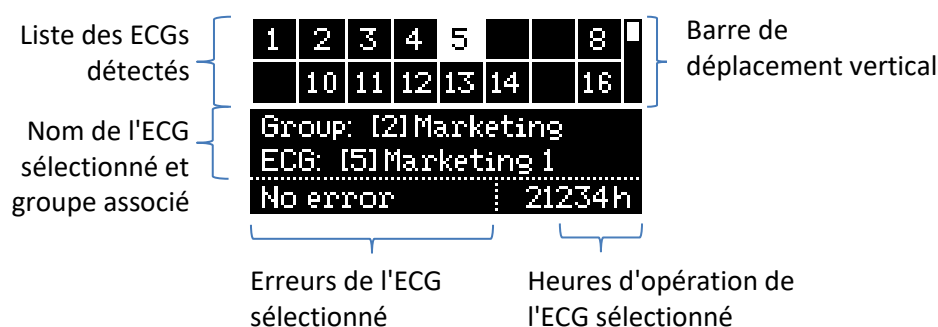 Liste des ECGs
détectés
1 2 3 4 5 8
10 11 12 13 14 16
Barre de
déplacement vertical
Nom de l'ECG
sélectionné et
groupe associé
Group: [2] Marketing
ECG: [5] Marketing 1
No error 21234 h
Erreurs de l'ECG
sélectionné
Heures d'opération de
l'ECG sélectionné